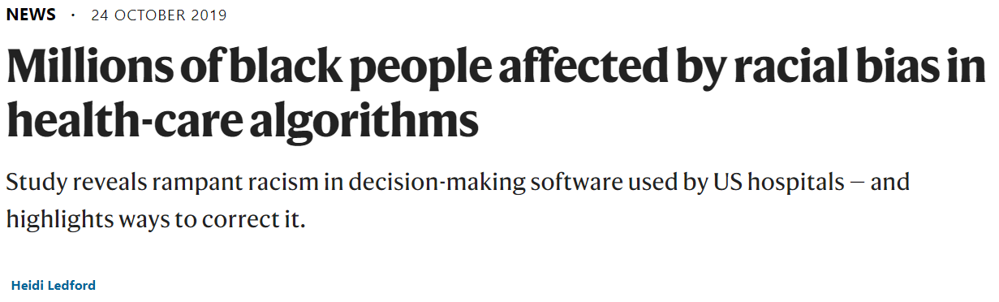 NEWS · 24 OCTOBER 2019
Millions of black people affected by racial bias in
health-care algorithms
Study reveals rampant racism in decision-making software used by US hospitals — and
highlights ways to correct it.
Heidi Ledford